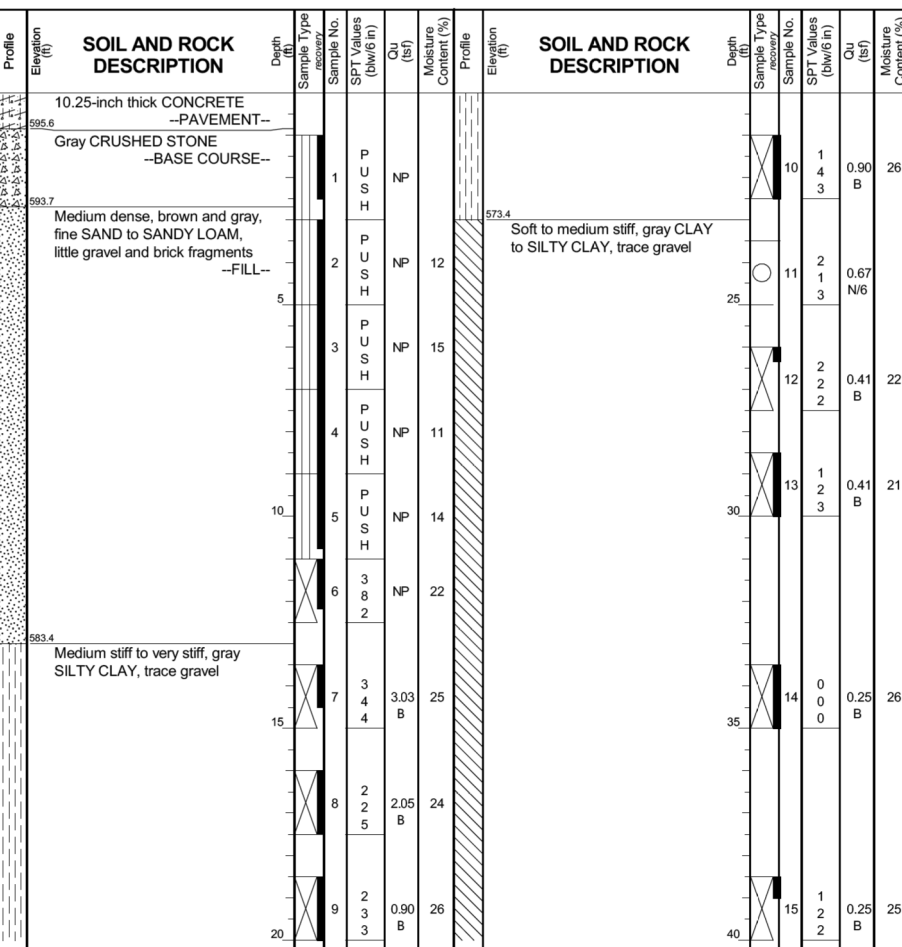 Profile
Elevation
(ft)
SOIL AND ROCK
DESCRIPTION
Depth
(ft)
Sample Type
recovery
Sample No.
SPT Values
(blw/6 in)
Qu
(tsf)
Moisture
Content (%)
10.25-inch thick CONCRETE
--PAVEMENT--
595.6
Gray CRUSHED STONE
--BASE COURSE--
1
P
U
S
H
NP
593.7
Medium dense, brown and gray,
fine SAND to SANDY LOAM,
little gravel and brick fragments
--FILL--
2
P
U
S
H
NP
12
5
3
P
U
S
H
NP
15
4
P
U
S
H
NP
11
10
5
P
U
S
H
NP
14
6
3
8
2
NP
22
583.4
Medium stiff to very stiff, gray
SILTY CLAY, trace gravel
7
3
4
4
3.03
B
25
15
8
2
2
5
2.05
B
24
9
2
3
3
0.90
B
26
20
Profile
Elevation
(ft)
SOIL AND ROCK
DESCRIPTION
Depth
(ft)
Sample Type
recovery
Sample No.
SPT Values
(blw/6 in)
Qu
(tsf)
Moisture
Content (%)
10
1
4
3
0.90
B
26
573.4
Soft to medium stiff, gray CLAY
to SILTY CLAY, trace gravel
11
2
1
3
0.67
N/6
25
12
2
2
2
0.41
B
22
13
1
2
3
0.41
B
21
30
14
0
0
0
0.25
B
26
35
15
1
2
2
0.25
B
25
40